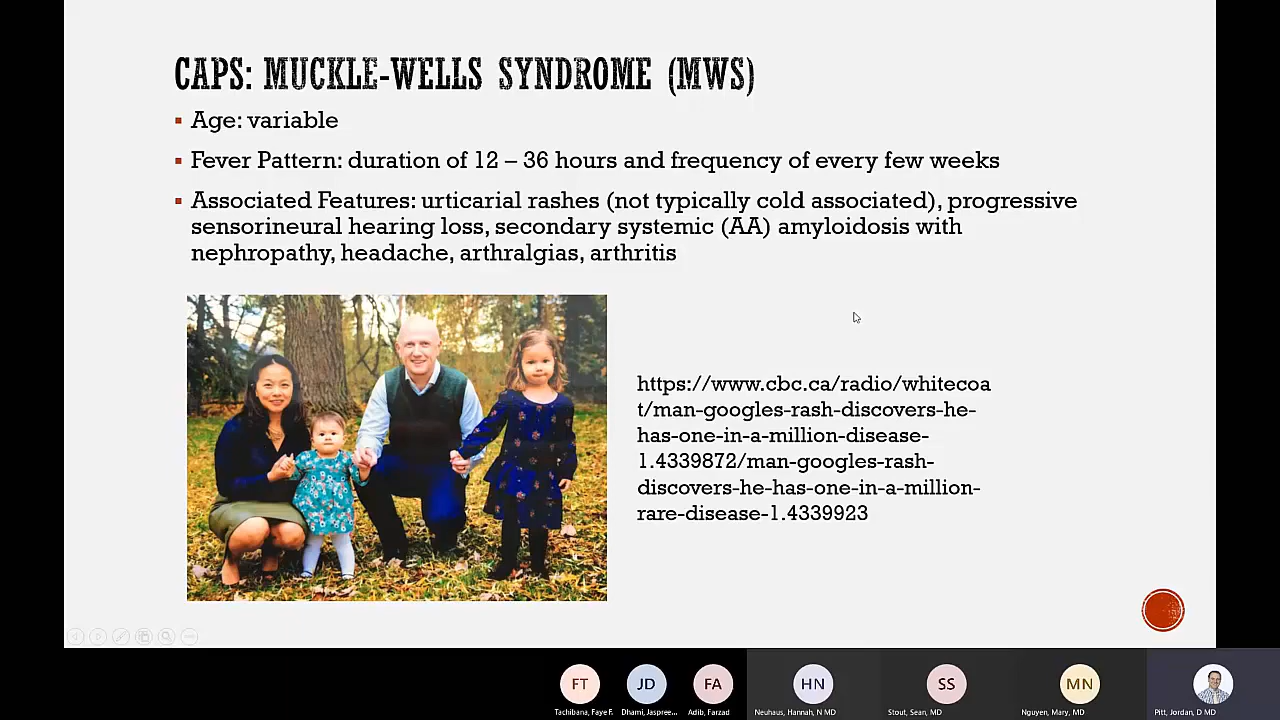 CAPS: MUCKLE-WELLS SYNDROME (MWS)
▪ Age: variable
▪ Fever Pattern: duration of 12 – 36 hours and frequency of every few weeks
▪ Associated Features: urticarial rashes (not typically cold associated), progressive
sensorineural hearing loss, secondary systemic (AA) amyloidosis with
nephropathy, headache, arthralgias, arthritis
https://www.cbc.ca/radio/whitecoa
t/man-googles-rash-discovers-he-
has-one-in-a-million-disease-
1.4339872/man-googles-rash-
discovers-he-has-one-in-a-million-
rare-disease-1.4339923
FT JD FA HN SS MN
Tachibana, Faye F. Dhami, Jaspree... Adib, Farzad Neuhaus, Hannah, N MD Stout, Sean, MD Nguyen, Mary, MD Pitt, Jordan, D MD